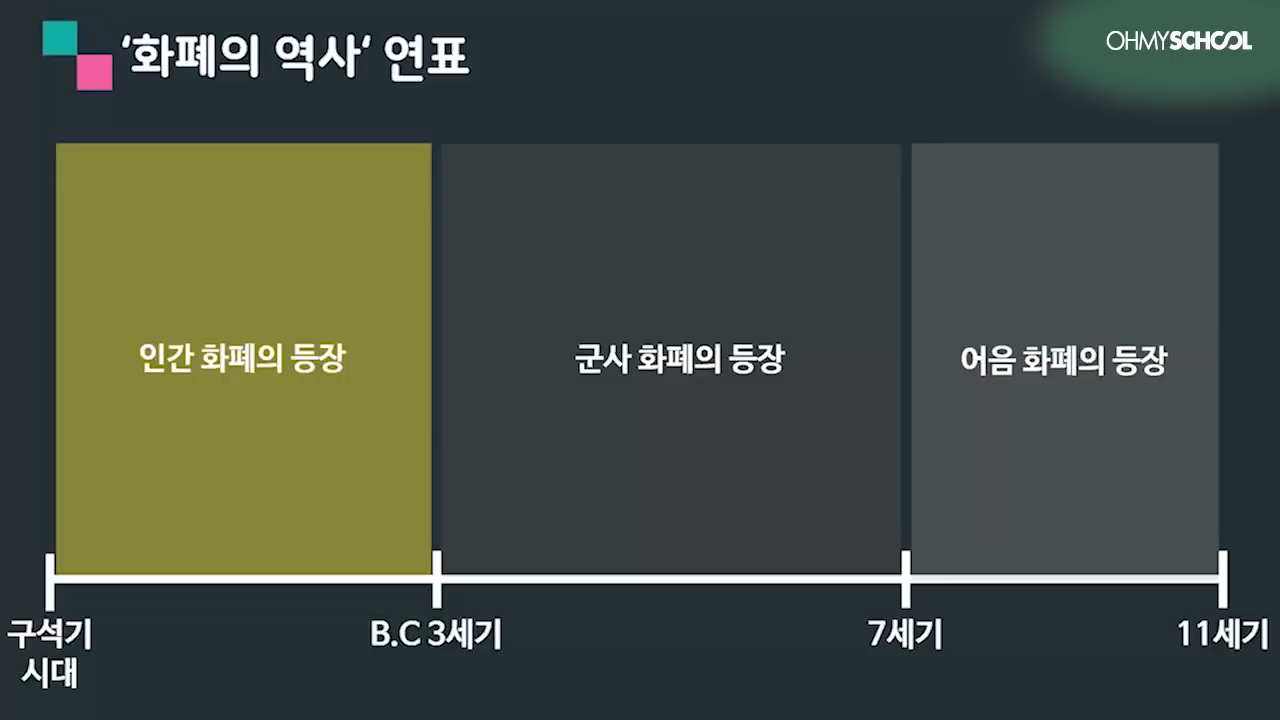 ‘화폐의 역사‘ 연표
OHMYSCHOOL
인간 화폐의 등장
군사 화폐의 등장
어음 화폐의 등장
구석기
시대
B.C 3세기
7세기
11세기